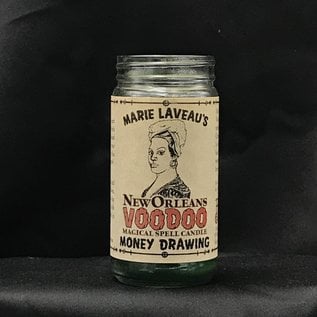 MARIE LAVEAU'S
NEW ORLEANS
VOODOO
MAGICAL SPELL CANDLE
MONEY DRAWING